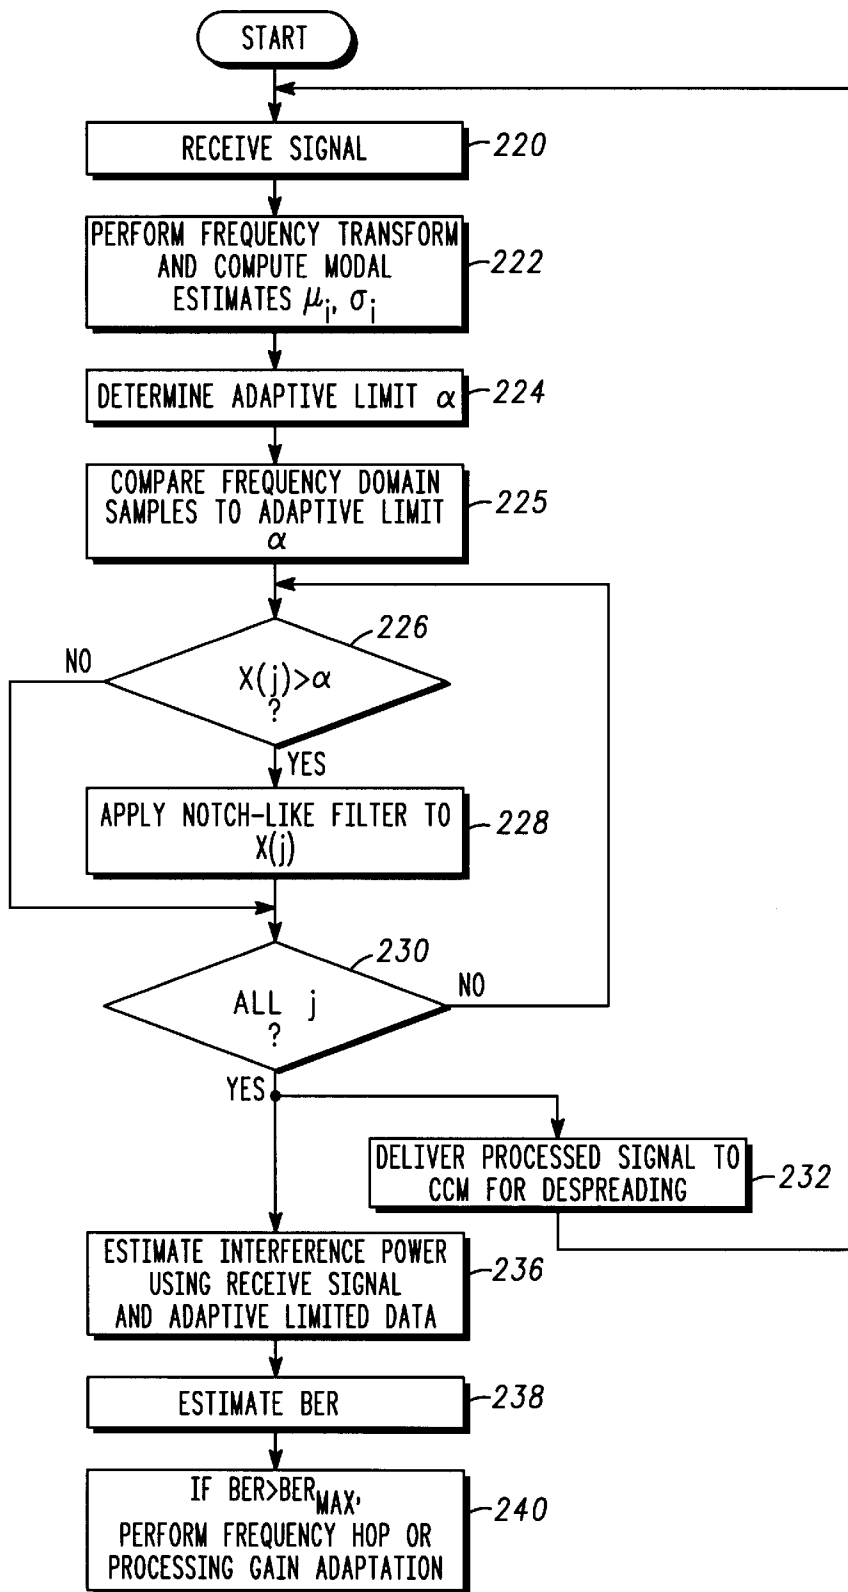 START
RECEIVE SIGNAL
220
PERFORM FREQUENCY TRANSFORM
AND COMPUTE MODAL
ESTIMATES μi, σi
222
DETERMINE ADAPTIVE LIMIT α
224
COMPARE FREQUENCY DOMAIN
SAMPLES TO ADAPTIVE LIMIT
α
225
226
NO
X(j)>α
?
YES
APPLY NOTCH-LIKE FILTER TO
X(j)
228
230
ALL j
?
NO
YES
DELIVER PROCESSED SIGNAL TO
CCM FOR DESPREADING
232
ESTIMATE INTERFERENCE POWER
USING RECEIVE SIGNAL
AND ADAPTIVE LIMITED DATA
236
ESTIMATE BER
238
IF BER>BERMAX,
PERFORM FREQUENCY HOP OR
PROCESSING GAIN ADAPTATION
240